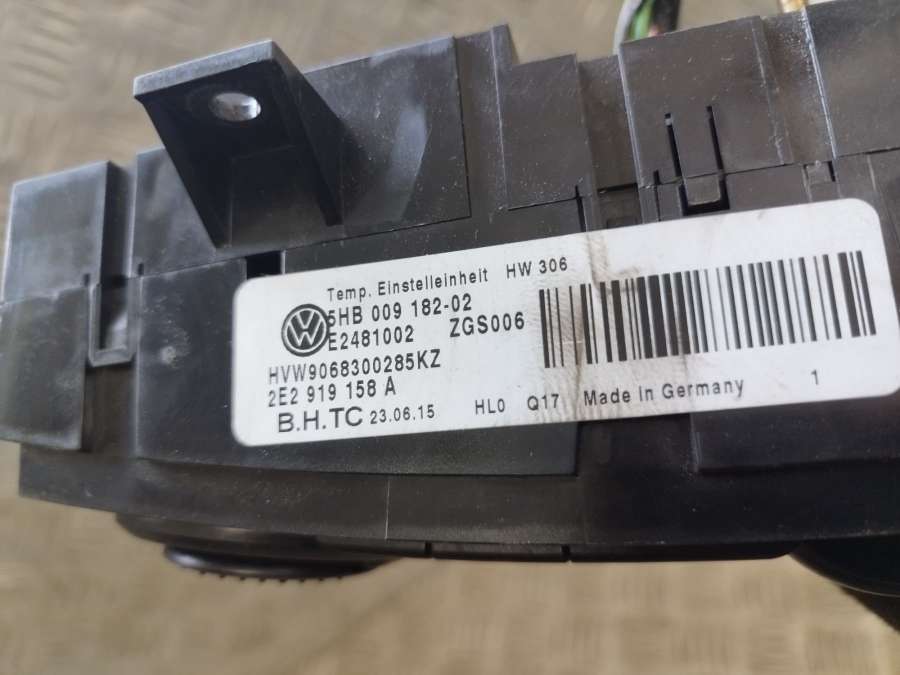 Temp. Einstelleinheit HW 306
5HB 009 182-02
E2481002 ZGS006
HVW9068300285KZ
2E2 919 158 A
B.H.TC 23.06.15 HL0 Q17 Made in Germany 1